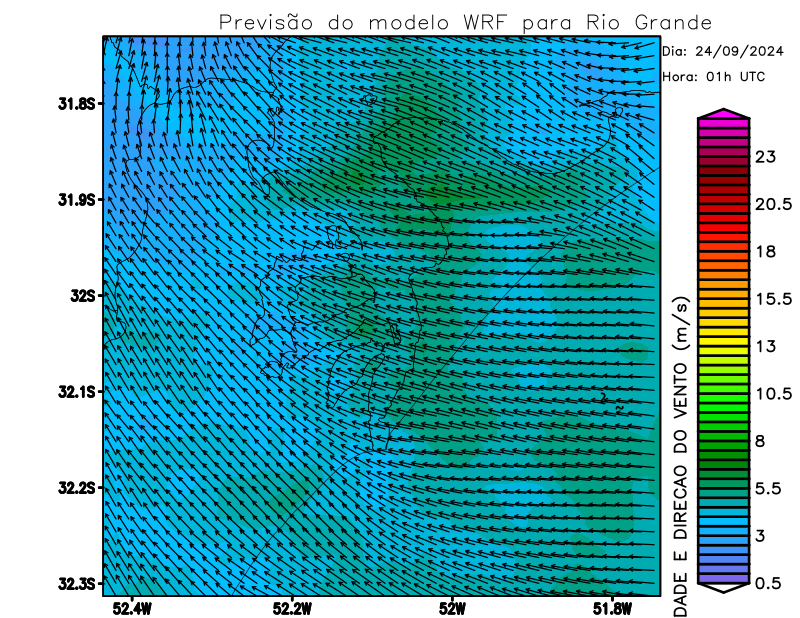 Previsão do modelo WRF para Rio Grande
Dia: 24/09/2024
Hora: 01h UTC
31.8S
31.9S
32S
32.1S
32.2S
32.3S
52.4W
52.2W
52W
51.8W
DADE E DIRECAO DO VENTO (m/s)
23
20.5
18
15.5
13
10.5
8
5.5
3
0.5